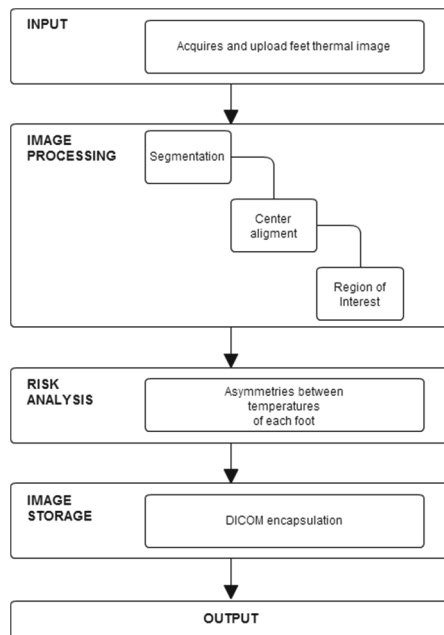 INPUT
Acquires and upload feet thermal image
IMAGE
PROCESSING
Segmentation
Center
aligment
Region of
Interest
RISK
ANALYSIS
Asymmetries between
temperatures
of each foot
IMAGE
STORAGE
DICOM encapsulation
OUTPUT